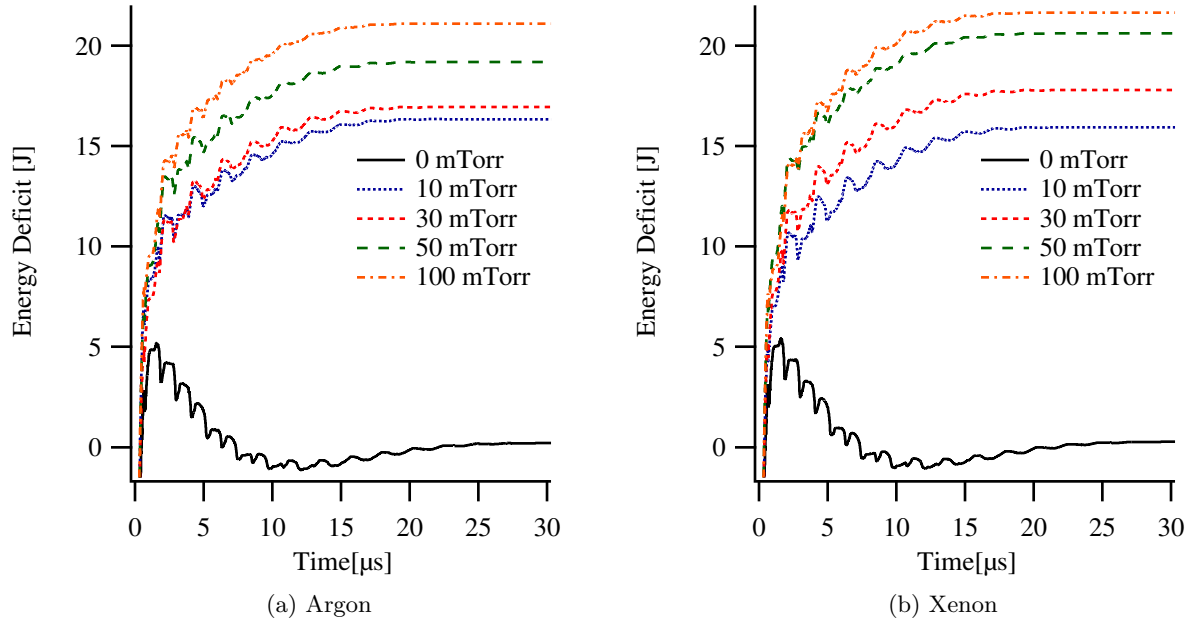 Energy Deficit [J]
20
15
10
5
0
0 mTorr
10 mTorr
30 mTorr
50 mTorr
100 mTorr
0 5 10 15 20 25 30
Time[μs]
(a) Argon
Energy Deficit [J]
20
15
10
5
0
0 mTorr
10 mTorr
30 mTorr
50 mTorr
100 mTorr
0 5 10 15 20 25 30
Time[μs]
(b) Xenon